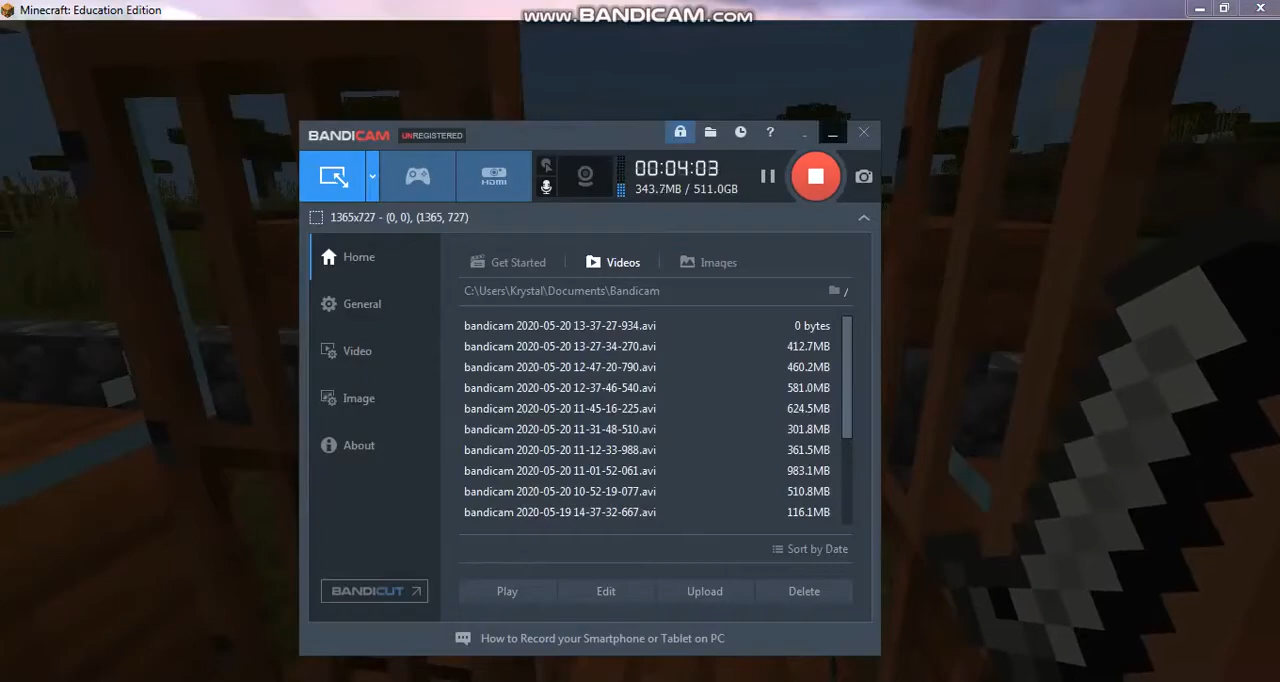 Minecraft: Education Edition
www.BANDICAM.com
BANDICAM UNREGISTERED
?
HDMI
00:04:03
343.7MB / 511.0GB
1365x727 - (0, 0), (1365, 727)
Home
General
Video
Image
About
BANDICUT
Get Started
Videos
Images
C:\Users\Krystal\Documents\Bandicam
/
bandicam 2020-05-20 13-37-27-934.avi 0 bytes
bandicam 2020-05-20 13-27-34-270.avi 412.7MB
bandicam 2020-05-20 12-47-20-790.avi 460.2MB
bandicam 2020-05-20 12-37-46-540.avi 581.0MB
bandicam 2020-05-20 11-45-16-225.avi 624.5MB
bandicam 2020-05-20 11-31-48-510.avi 301.8MB
bandicam 2020-05-20 11-12-33-988.avi 361.5MB
bandicam 2020-05-20 11-01-52-061.avi 983.1MB
bandicam 2020-05-20 10-52-19-077.avi 510.8MB
bandicam 2020-05-19 14-37-32-667.avi 116.1MB
Sort by Date
Play
Edit
Upload
Delete
How to Record your Smartphone or Tablet on PC